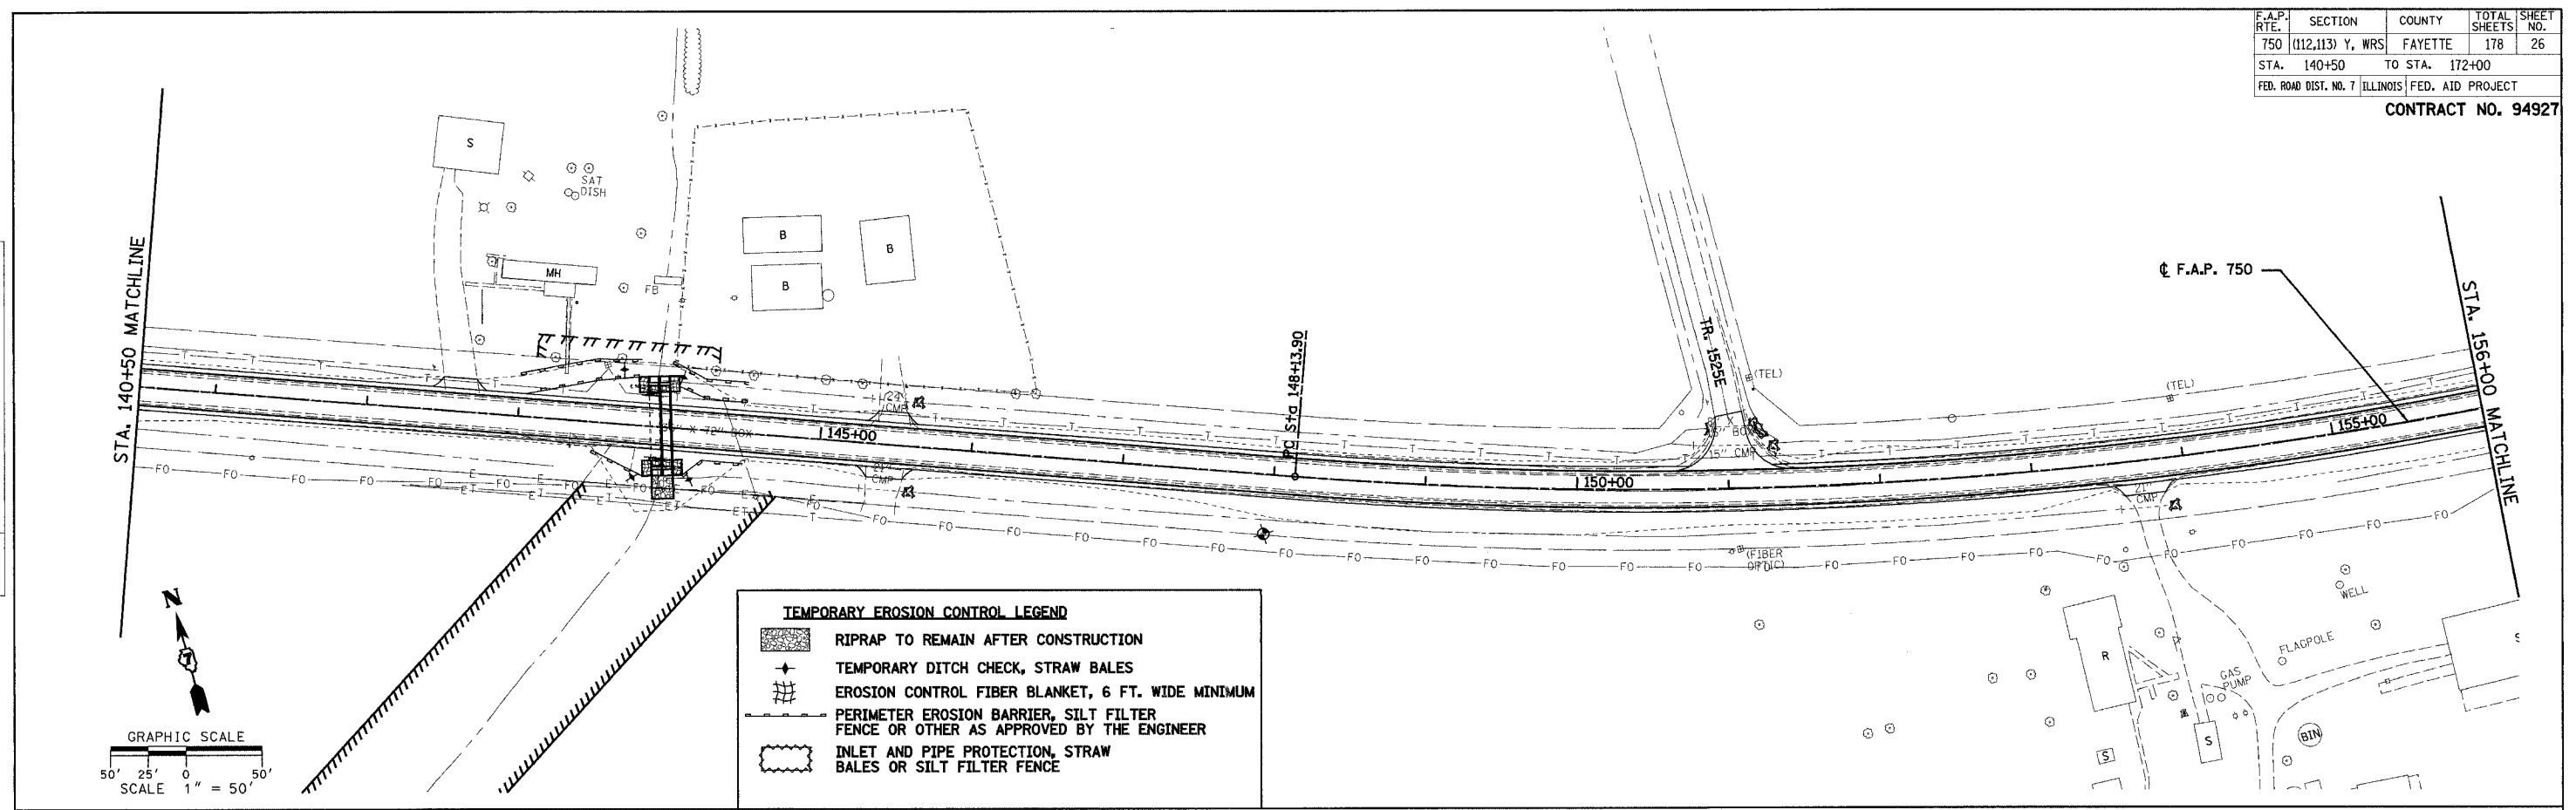 F.A.P. RTE. SECTION COUNTY TOTAL SHEETS SHEET NO.
750 (112,113) Y, WRS FAYETTE 178 26
STA. 140+50 TO STA. 172+00
FED. ROAD DIST. NO. 7 ILLINOIS FED. AID PROJECT
CONTRACT NO. 94927
S
SAT
DISH
MH
FB
B
B
B
STA. 140+50 MATCHLINE
℄ F.A.P. 750
STA. 156+00 MATCHLINE
TR. 1525E
(TEL)
(TEL)
PC Sta 148+13.90
24"
CMP
X 72" BOX
145+00
150+00
155+00
BOX
15" CMP
CMP
21"
CMP
(FIBER
OPTIC)
FO
E
ET
T
WELL
FLAGPOLE
GAS
PUMP
R
S
S
S
BIN
N
7
GRAPHIC SCALE
50' 25' 0 50'
SCALE 1" = 50'
TEMPORARY EROSION CONTROL LEGEND
RIPRAP TO REMAIN AFTER CONSTRUCTION
TEMPORARY DITCH CHECK, STRAW BALES
EROSION CONTROL FIBER BLANKET, 6 FT. WIDE MINIMUM
PERIMETER EROSION BARRIER, SILT FILTER
FENCE OR OTHER AS APPROVED BY THE ENGINEER
INLET AND PIPE PROTECTION, STRAW
BALES OR SILT FILTER FENCE